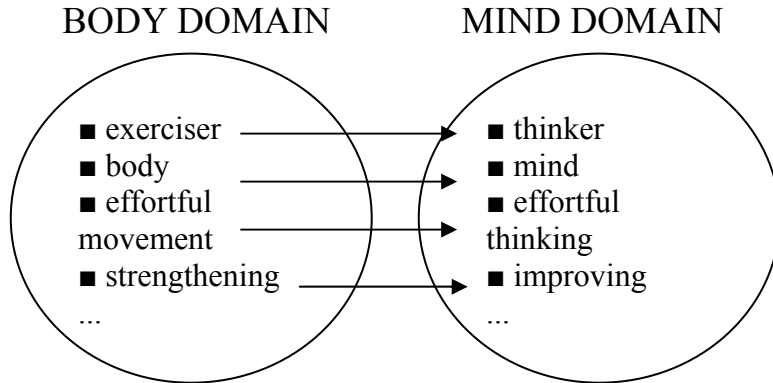 BODY DOMAIN
MIND DOMAIN
■ exerciser
■ body
■ effortful
movement
■ strengthening
...
■ thinker
■ mind
■ effortful
thinking
■ improving
...